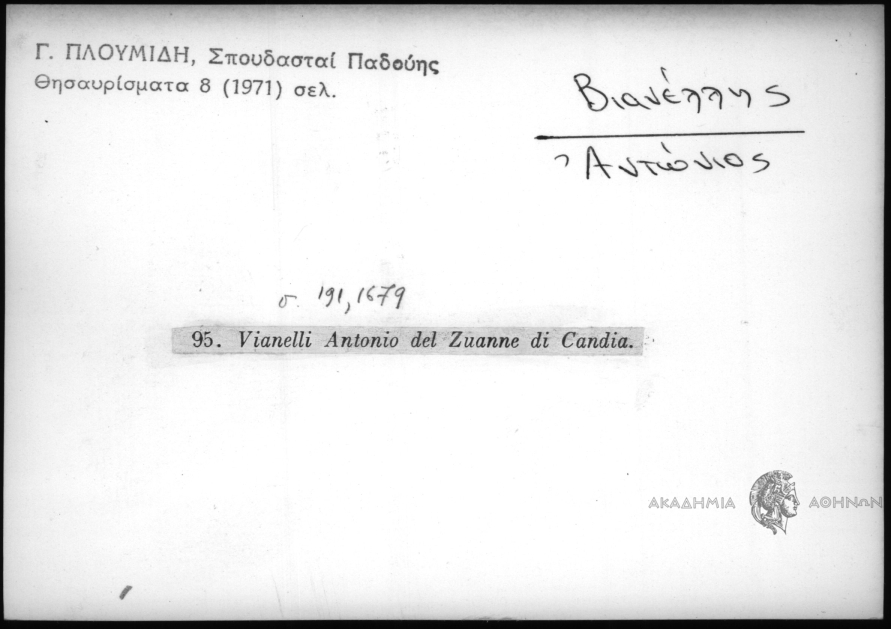 Γ. ΠΛΟΥΜΙΔΗ, Σπουδασταί Παδούης
Θησαυρίσματα 8 (1971) σελ.
Βιανέλλης
Ἀντώνιος
σ. 191, 1679
95. Vianelli Antonio del Zuanne di Candia.
ΑΚΑΔΗΜΙΑ ΑΘΗΝΩΝ